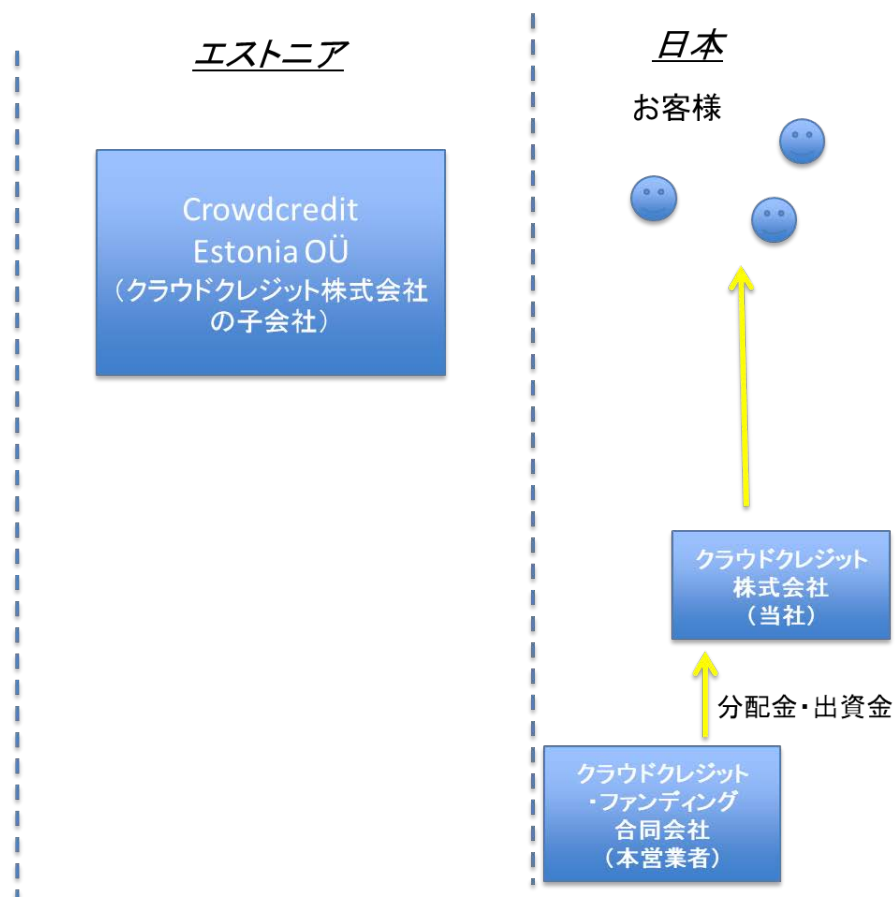 エストニア
日本
お客様
Crowdcredit
Estonia OÜ
（クラウドクレジット株式会社
の子会社）
クラウドクレジット
株式会社
（当社）
分配金・出資金
クラウドクレジット
・ファンディング
合同会社
（本営業者）